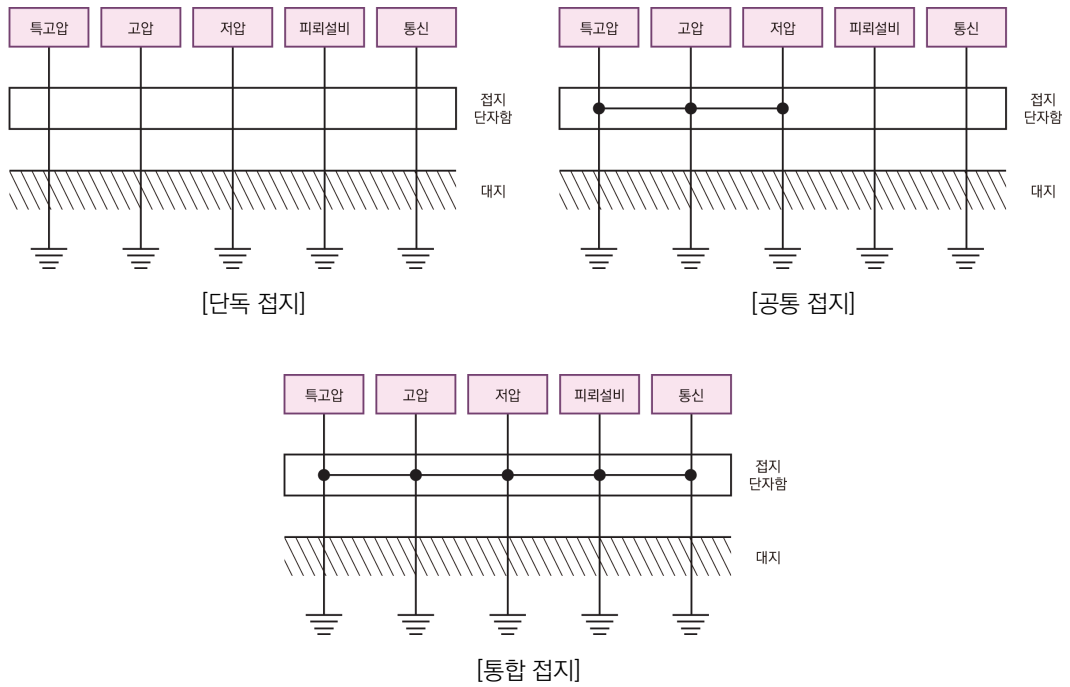 특고압 고압 저압 피뢰설비 통신
접지
단자함
대지
[단독 접지]
특고압 고압 저압 피뢰설비 통신
접지
단자함
대지
[공통 접지]
특고압 고압 저압 피뢰설비 통신
접지
단자함
대지
[통합 접지]